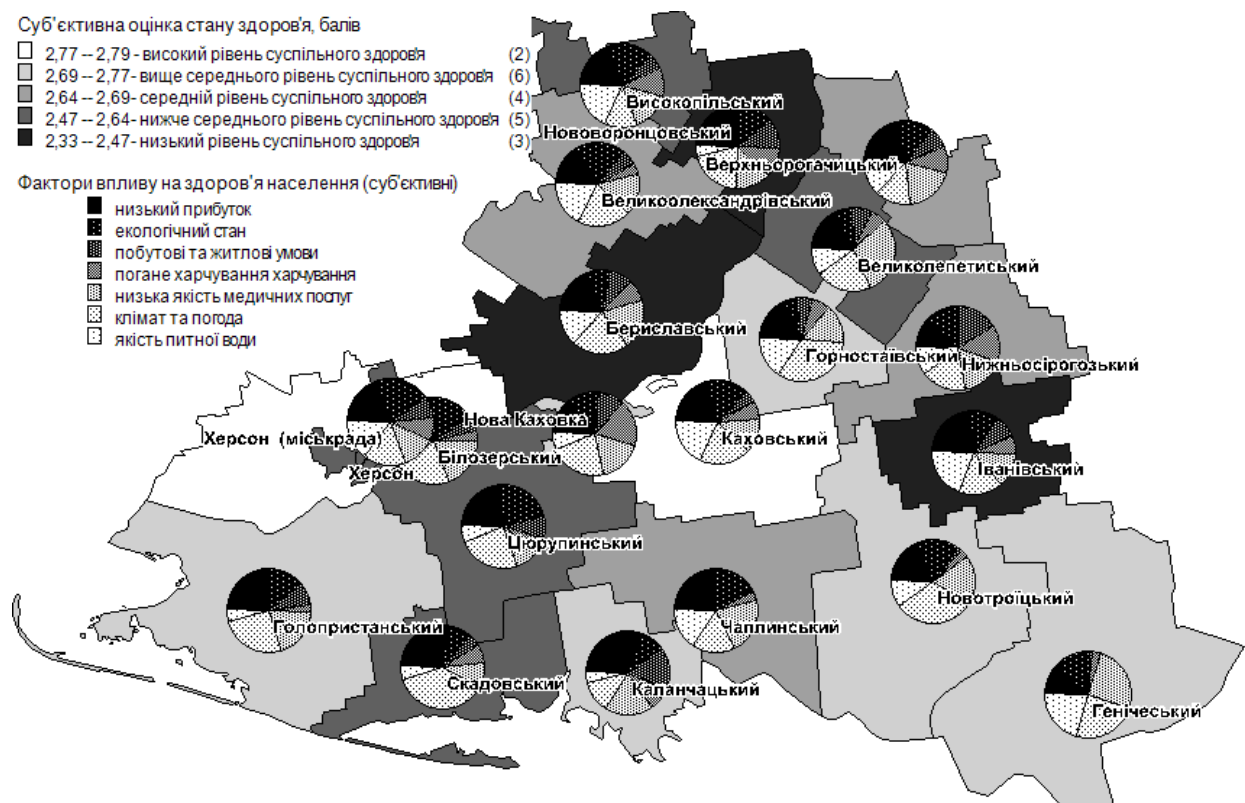 Суб'єктивна оцінка стану здоров'я, балів
2,77 -- 2,79 - високий рівень суспільного здоров'я (2)
2,69 -- 2,77 - вище середнього рівень суспільного здоров'я (6)
2,64 -- 2,69 - середній рівень суспільного здоров'я (4)
2,47 -- 2,64 - нижче середнього рівень суспільного здоров'я (5)
2,33 -- 2,47 - низький рівень суспільного здоров'я (3)
Фактори впливу на здоров'я населення (суб'єктивні)
низький прибуток
екологічний стан
побутові та житлові умови
погане харчування харчування
низька якість медичних послуг
клімат та погода
якість питної води
Високопільський
Нововоронцовський
Верхньорогачицький
Великоолександрівський
Великолепетиський
Бериславський
Горностаївський
Нижньосірогозький
Нова Каховка
Каховський
Херсон (міськрада)
Білозерський
Херсон
Іванівський
Цюрупинський
Новотроїцький
Голопристанський
Чаплинський
Скадовський
Каланчацький
Генічеський